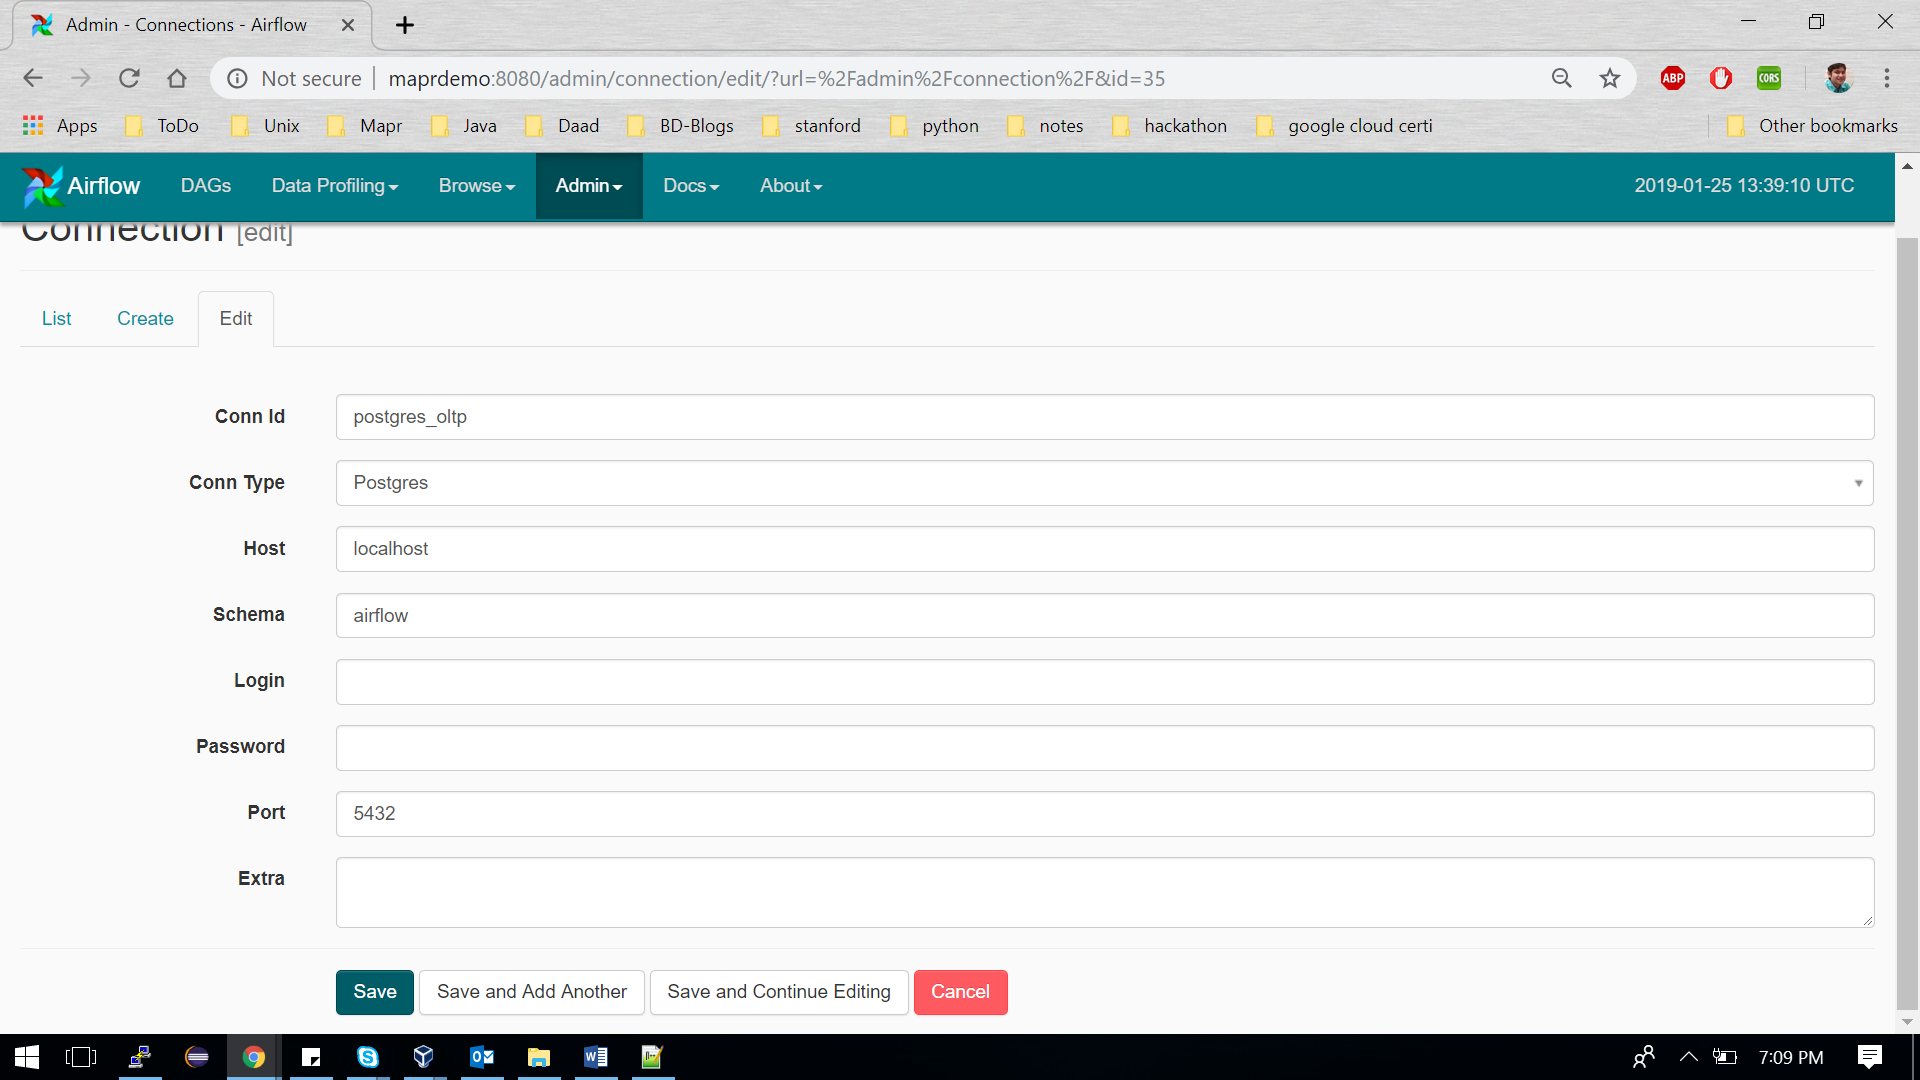 Admin - Connections - Airflow
Not secure maprdemo:8080/admin/connection/edit/?url=%2Fadmin%2Fconnection%2F&id=35
ABP
CORS
Apps ToDo Unix Mapr Java Daad BD-Blogs stanford python notes hackathon google cloud certi Other bookmarks
Airflow DAGs Data Profiling Browse Admin Docs About 2019-01-25 13:39:10 UTC
Connection [edit]
List Create Edit
Conn Id postgres_oltp
Conn Type Postgres
Host localhost
Schema airflow
Login
Password
Port 5432
Extra
Save Save and Add Another Save and Continue Editing Cancel
7:09 PM